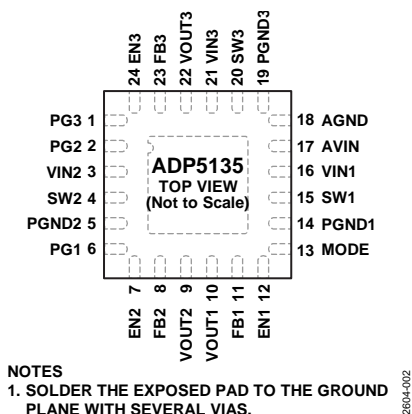 24 EN3
23 FB3
22 VOUT3
21 VIN3
20 SW3
19 PGND3
PG3 1
PG2 2
VIN2 3
SW2 4
PGND2 5
PG1 6
ADP5135
TOP VIEW
(Not to Scale)
18 AGND
17 AVIN
16 VIN1
15 SW1
14 PGND1
13 MODE
EN2 7
FB2 8
VOUT2 9
VOUT1 10
FB1 11
EN1 12
NOTES
1. SOLDER THE EXPOSED PAD TO THE GROUND
PLANE WITH SEVERAL VIAS.
2604-002